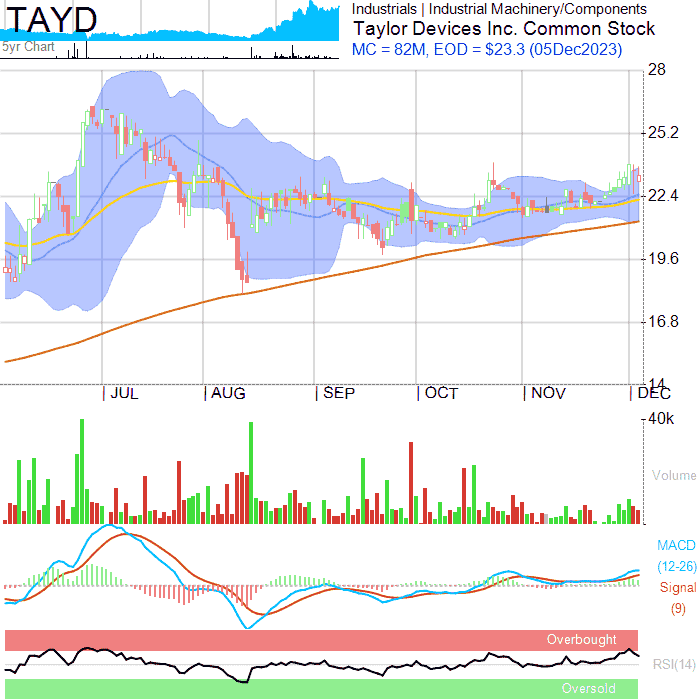 TAYD
5yr Chart
Industrials | Industrial Machinery/Components
Taylor Devices Inc. Common Stock
MC = 82M, EOD = $23.3 (05Dec2023)
28
25.2
22.4
19.6
16.8
14
JUL AUG SEP OCT NOV DEC
40k
Volume
MACD
(12-26)
Signal
(9)
Overbought
RSI(14)
Oversold